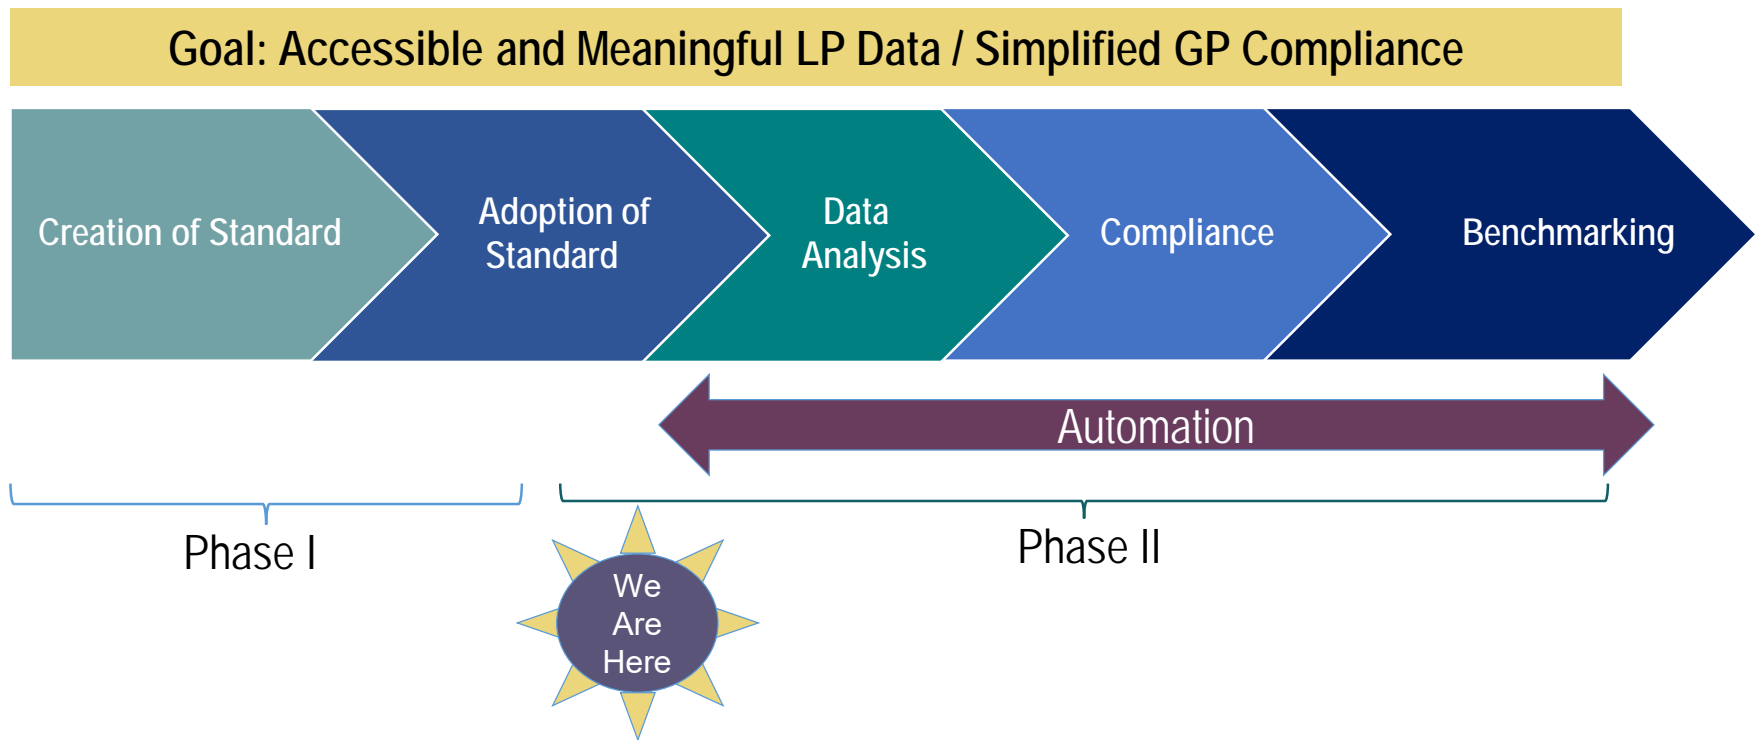 Goal: Accessible and Meaningful LP Data / Simplified GP Compliance
Creation of Standard
Adoption of
Standard
Data
Analysis
Compliance
Benchmarking
Automation
Phase I
Phase II
We
Are
Here